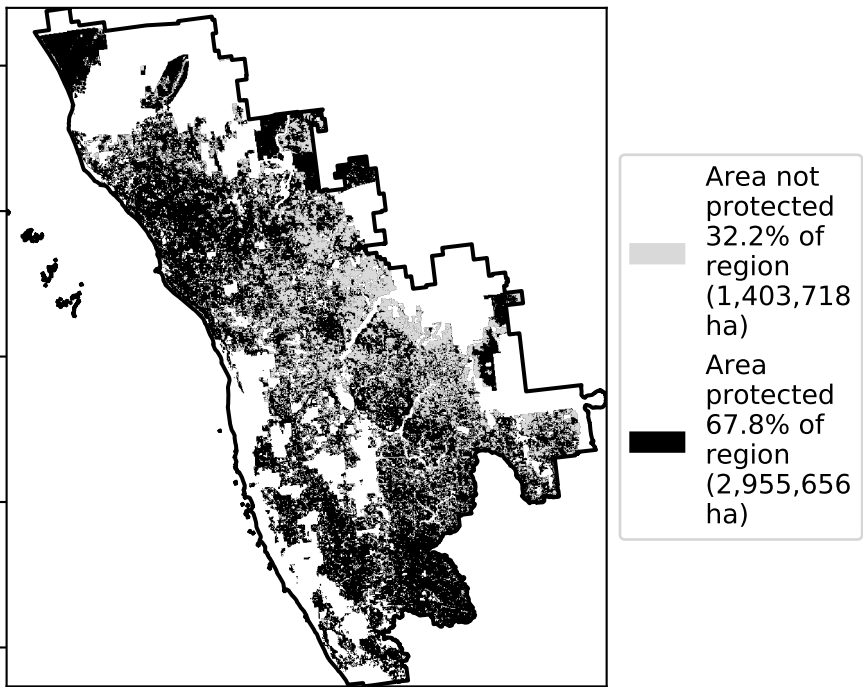 Area not
protected
32.2% of
region
(1,403,718
ha)
Area
protected
67.8% of
region
(2,955,656
ha)